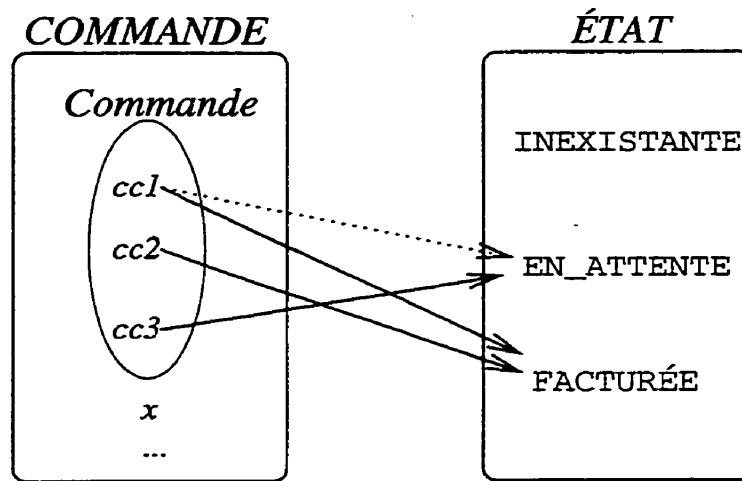 COMMANDE
ÉTAT
Commande
INEXISTANTE
cc1
cc2
EN_ATTENTE
cc3
FACTURÉE
x
...